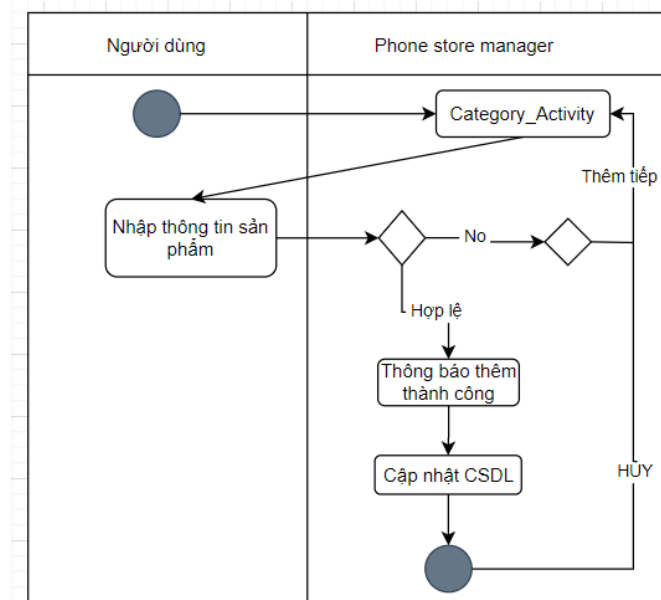 Người dùng
Phone store manager
Category_Activity
Thêm tiếp
Nhập thông tin sản
phẩm
No
Hợp lệ
Thông báo thêm
thành công
Cập nhật CSDL
HỦY